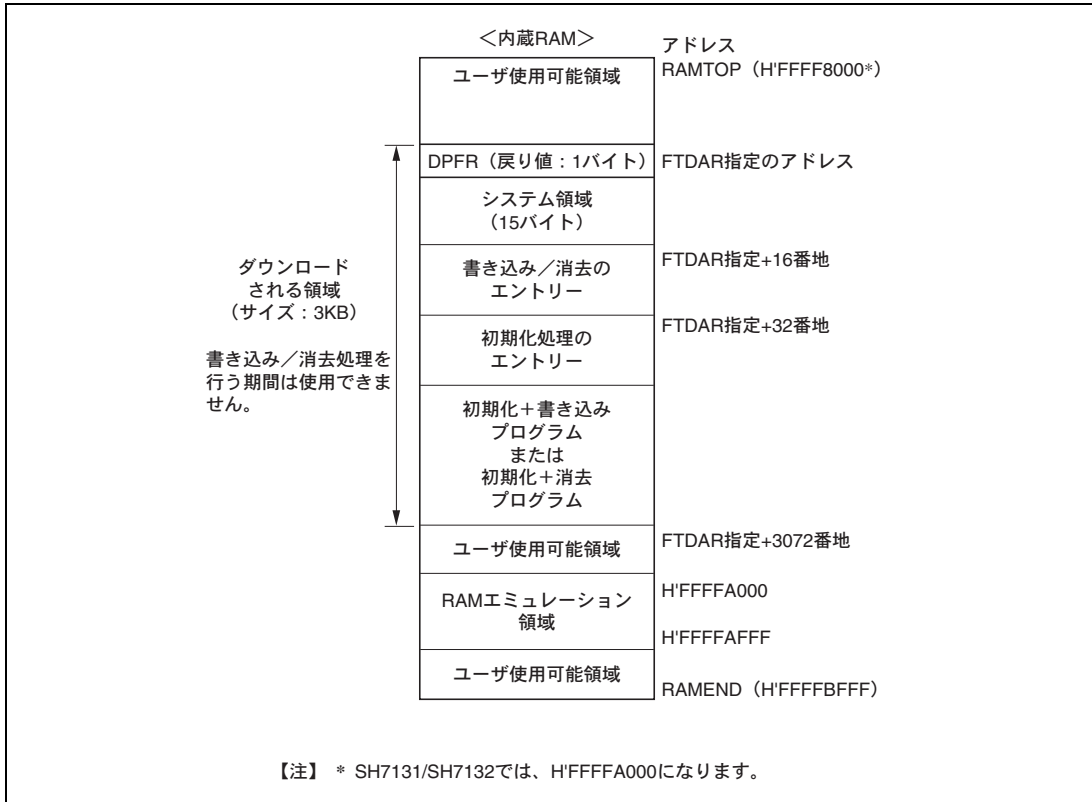 ＜内蔵RAM＞
アドレス
ユーザ使用可能領域
RAMTOP（H'FFFF8000*）
DPFR（戻り値：1バイト）
FTDAR指定のアドレス
システム領域
（15バイト）
書き込み／消去の
エントリー
FTDAR指定+16番地
初期化処理の
エントリー
FTDAR指定+32番地
ダウンロード
される領域
（サイズ：3KB）
書き込み／消去処理を
行う期間は使用できま
せん。
初期化＋書き込み
プログラム
または
初期化＋消去
プログラム
ユーザ使用可能領域
FTDAR指定+3072番地
RAMエミュレーション
領域
H'FFFFA000
H'FFFFAFFF
ユーザ使用可能領域
RAMEND（H'FFFFBFFF）
【注】 * SH7131/SH7132では、H'FFFFA000になります。